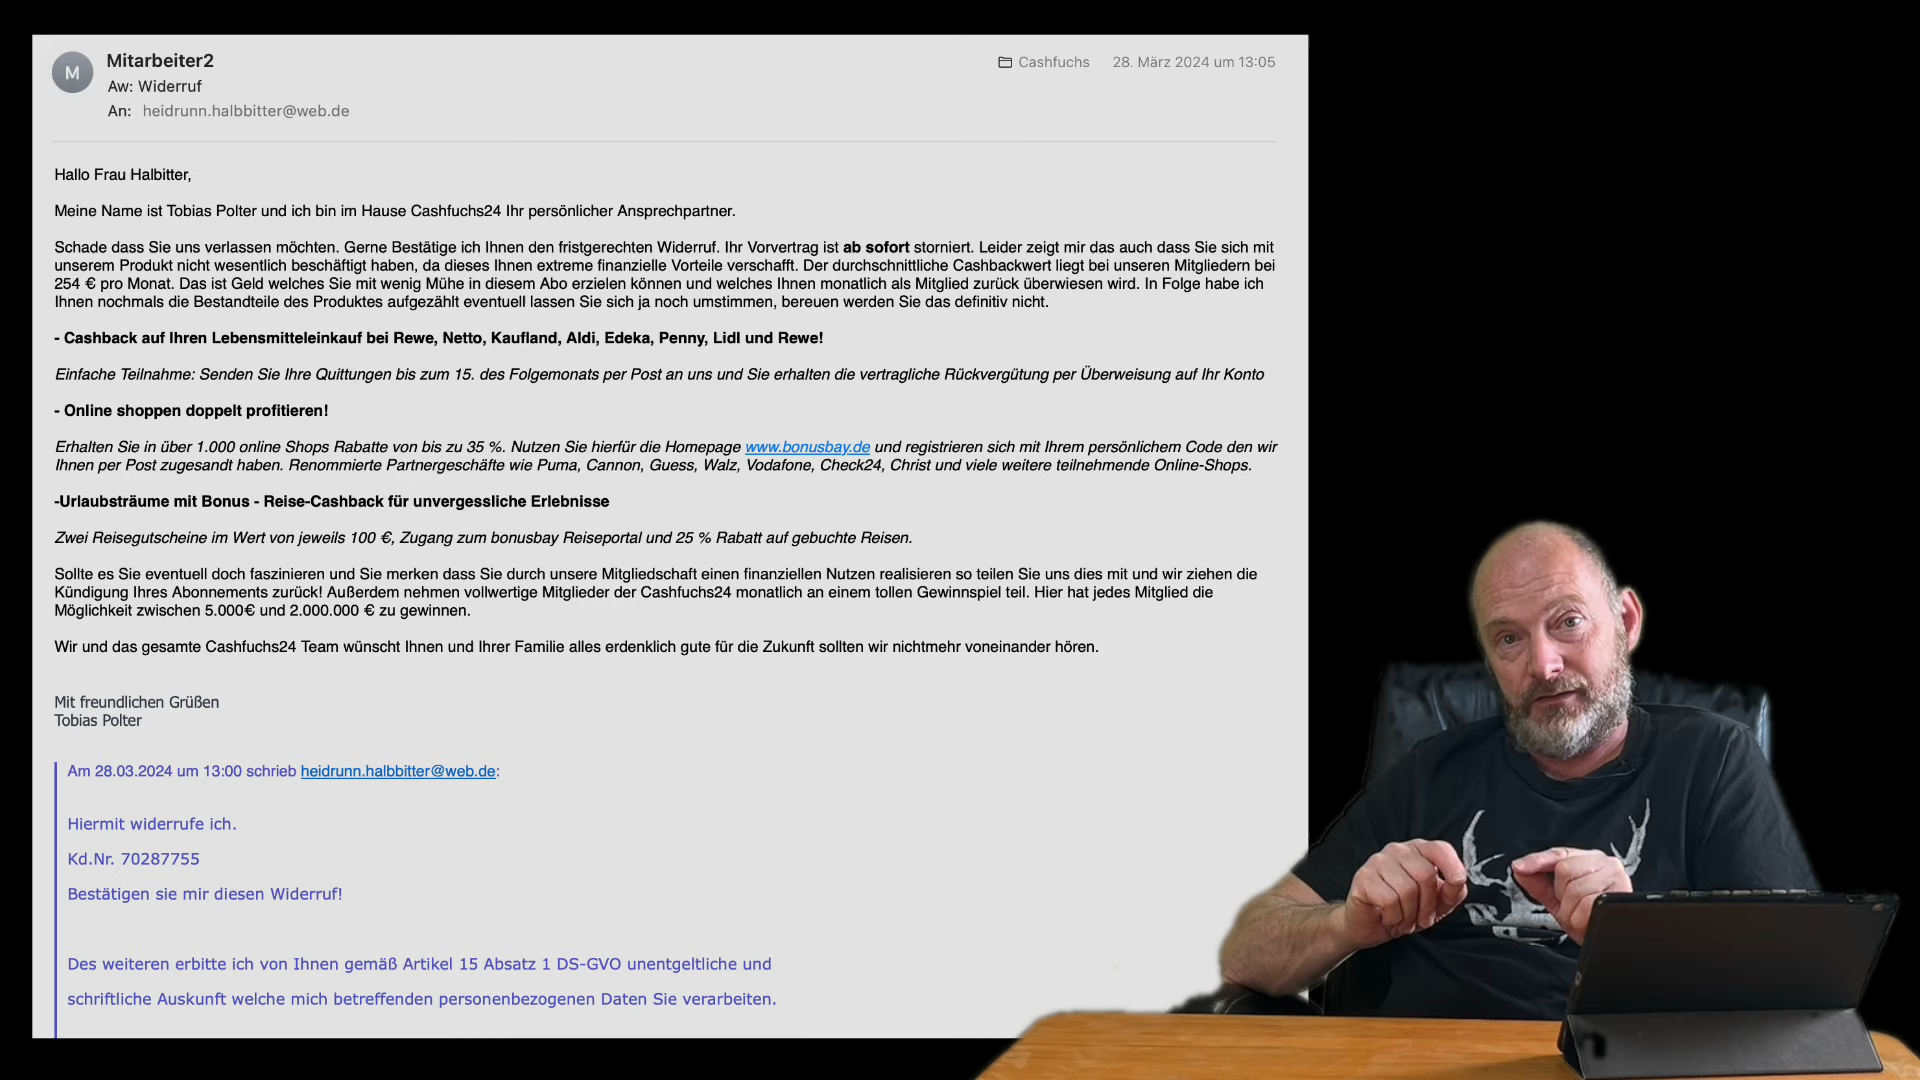 M
Mitarbeiter2
Cashfuchs 28. März 2024 um 13:05
Aw: Widerruf
An: heidrunn.halbbitter@web.de
Hallo Frau Halbitter,
Meine Name ist Tobias Polter und ich bin im Hause Cashfuchs24 Ihr persönlicher Ansprechpartner.
Schade dass Sie uns verlassen möchten. Gerne Bestätige ich Ihnen den fristgerechten Widerruf. Ihr Vorvertrag ist ab sofort storniert. Leider zeigt mir das auch dass Sie sich mit
unserem Produkt nicht wesentlich beschäftigt haben, da dieses Ihnen extreme finanzielle Vorteile verschafft. Der durchschnittliche Cashbackwert liegt bei unseren Mitgliedern bei
254 € pro Monat. Das ist Geld welches Sie mit wenig Mühe in diesem Abo erzielen können und welches Ihnen monatlich als Mitglied zurück überwiesen wird. In Folge habe ich
Ihnen nochmals die Bestandteile des Produktes aufgezählt eventuell lassen Sie sich ja noch umstimmen, bereuen werden Sie das definitiv nicht.
- Cashback auf Ihren Lebensmitteleinkauf bei Rewe, Netto, Kaufland, Aldi, Edeka, Penny, Lidl und Rewe!
Einfache Teilnahme: Senden Sie Ihre Quittungen bis zum 15. des Folgemonats per Post an uns und Sie erhalten die vertragliche Rückvergütung per Überweisung auf Ihr Konto
- Online shoppen doppelt profitieren!
Erhalten Sie in über 1.000 online Shops Rabatte von bis zu 35 %. Nutzen Sie hierfür die Homepage www.bonusbay.de und registrieren sich mit Ihrem persönlichem Code den wir
Ihnen per Post zugesandt haben. Renommierte Partnergeschäfte wie Puma, Cannon, Guess, Walz, Vodafone, Check24, Christ und viele weitere teilnehmende Online-Shops.
-Urlaubsträume mit Bonus - Reise-Cashback für unvergessliche Erlebnisse
Zwei Reisegutscheine im Wert von jeweils 100 €, Zugang zum bonusbay Reiseportal und 25 % Rabatt auf gebuchte Reisen.
Sollte es Sie eventuell doch faszinieren und Sie merken dass Sie durch unsere Mitgliedschaft einen finanziellen Nutzen realisieren so teilen Sie uns dies mit und wir ziehen die
Kündigung Ihres Abonnements zurück! Außerdem nehmen vollwertige Mitglieder der Cashfuchs24 monatlich an einem tollen Gewinnspiel teil. Hier hat jedes Mitglied die
Möglichkeit zwischen 5.000€ und 2.000.000 € zu gewinnen.
Wir und das gesamte Cashfuchs24 Team wünscht Ihnen und Ihrer Familie alles erdenklich gute für die Zukunft sollten wir nichtmehr voneinander hören.
Mit freundlichen Grüßen
Tobias Polter
Am 28.03.2024 um 13:00 schrieb heidrunn.halbbitter@web.de:
Hiermit widerrufe ich.
Kd.Nr. 70287755
Bestätigen sie mir diesen Widerruf!
Des weiteren erbitte ich von Ihnen gemäß Artikel 15 Absatz 1 DS-GVO unentgeltliche und
schriftliche Auskunft welche mich betreffenden personenbezogenen Daten Sie verarbeiten.